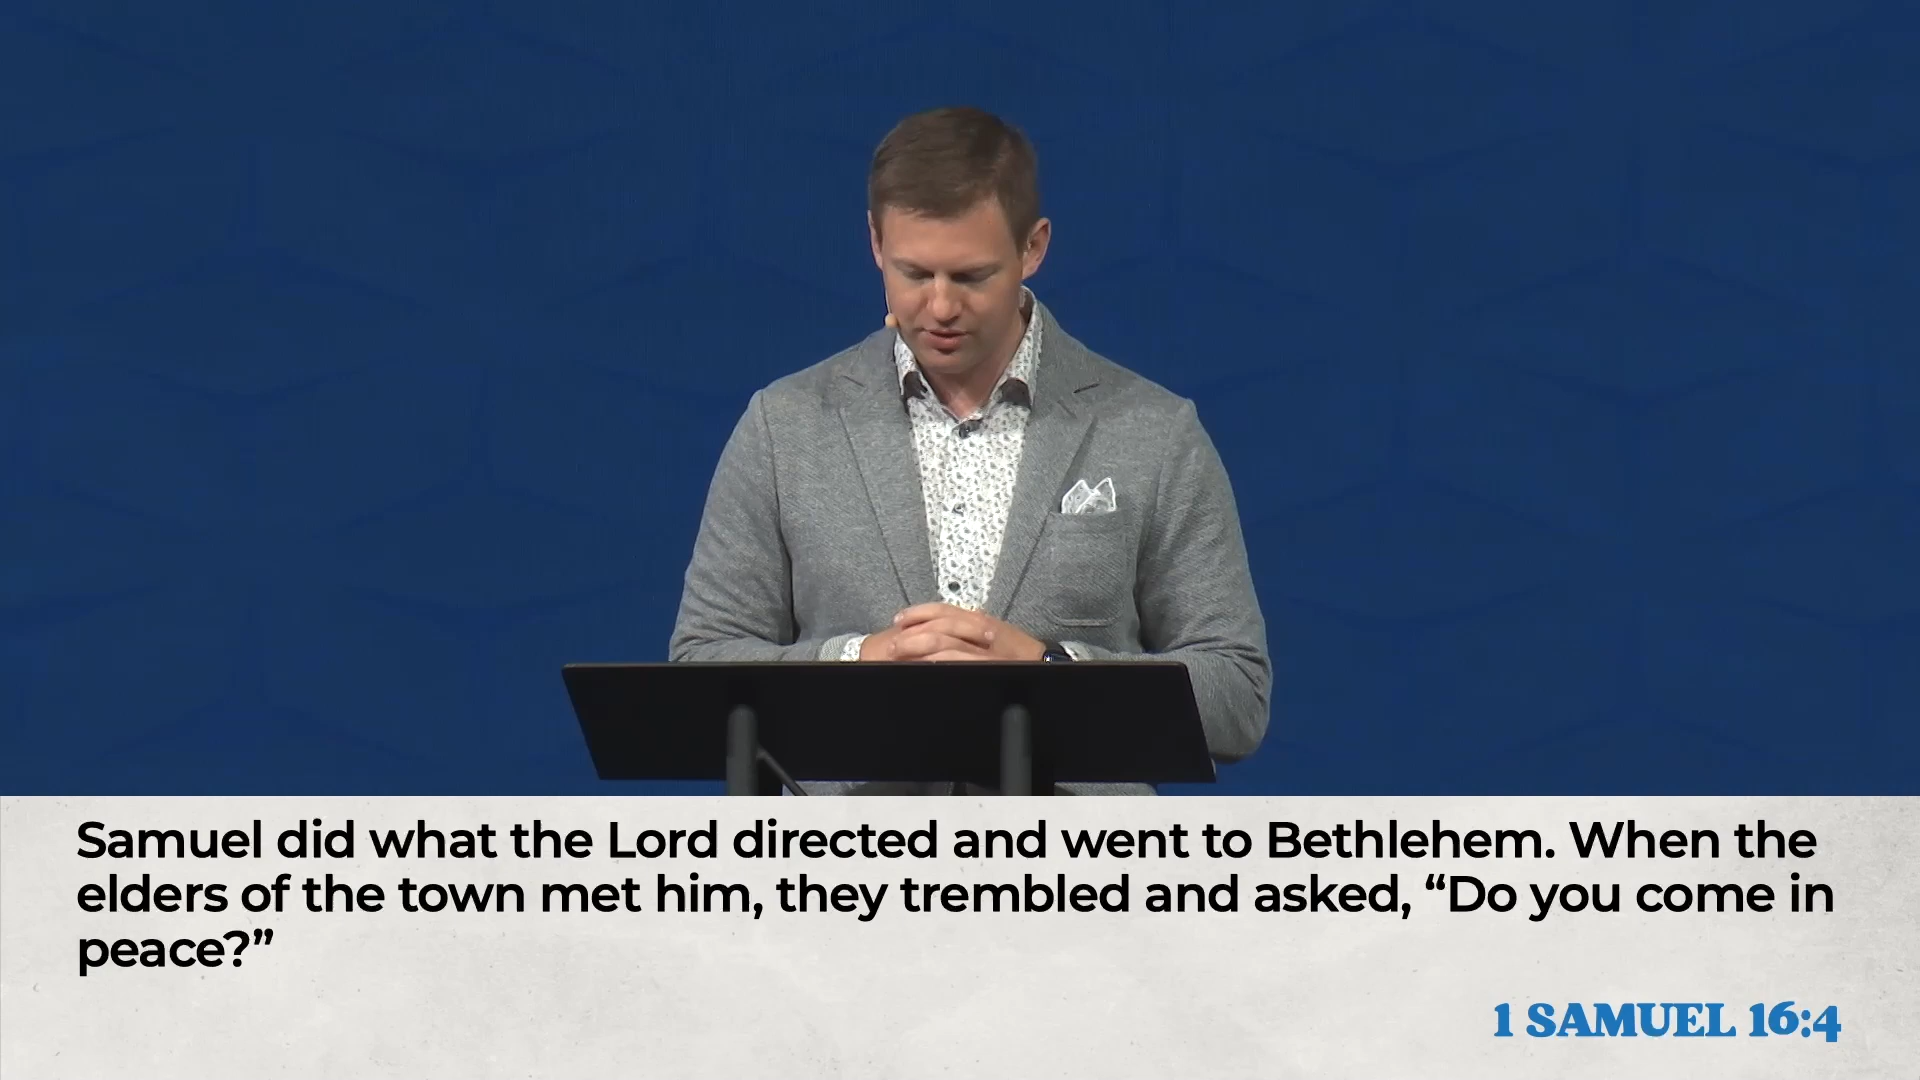 Samuel did what the Lord directed and went to Bethlehem. When the
elders of the town met him, they trembled and asked, “Do you come in
peace?”
1 SAMUEL 16:4